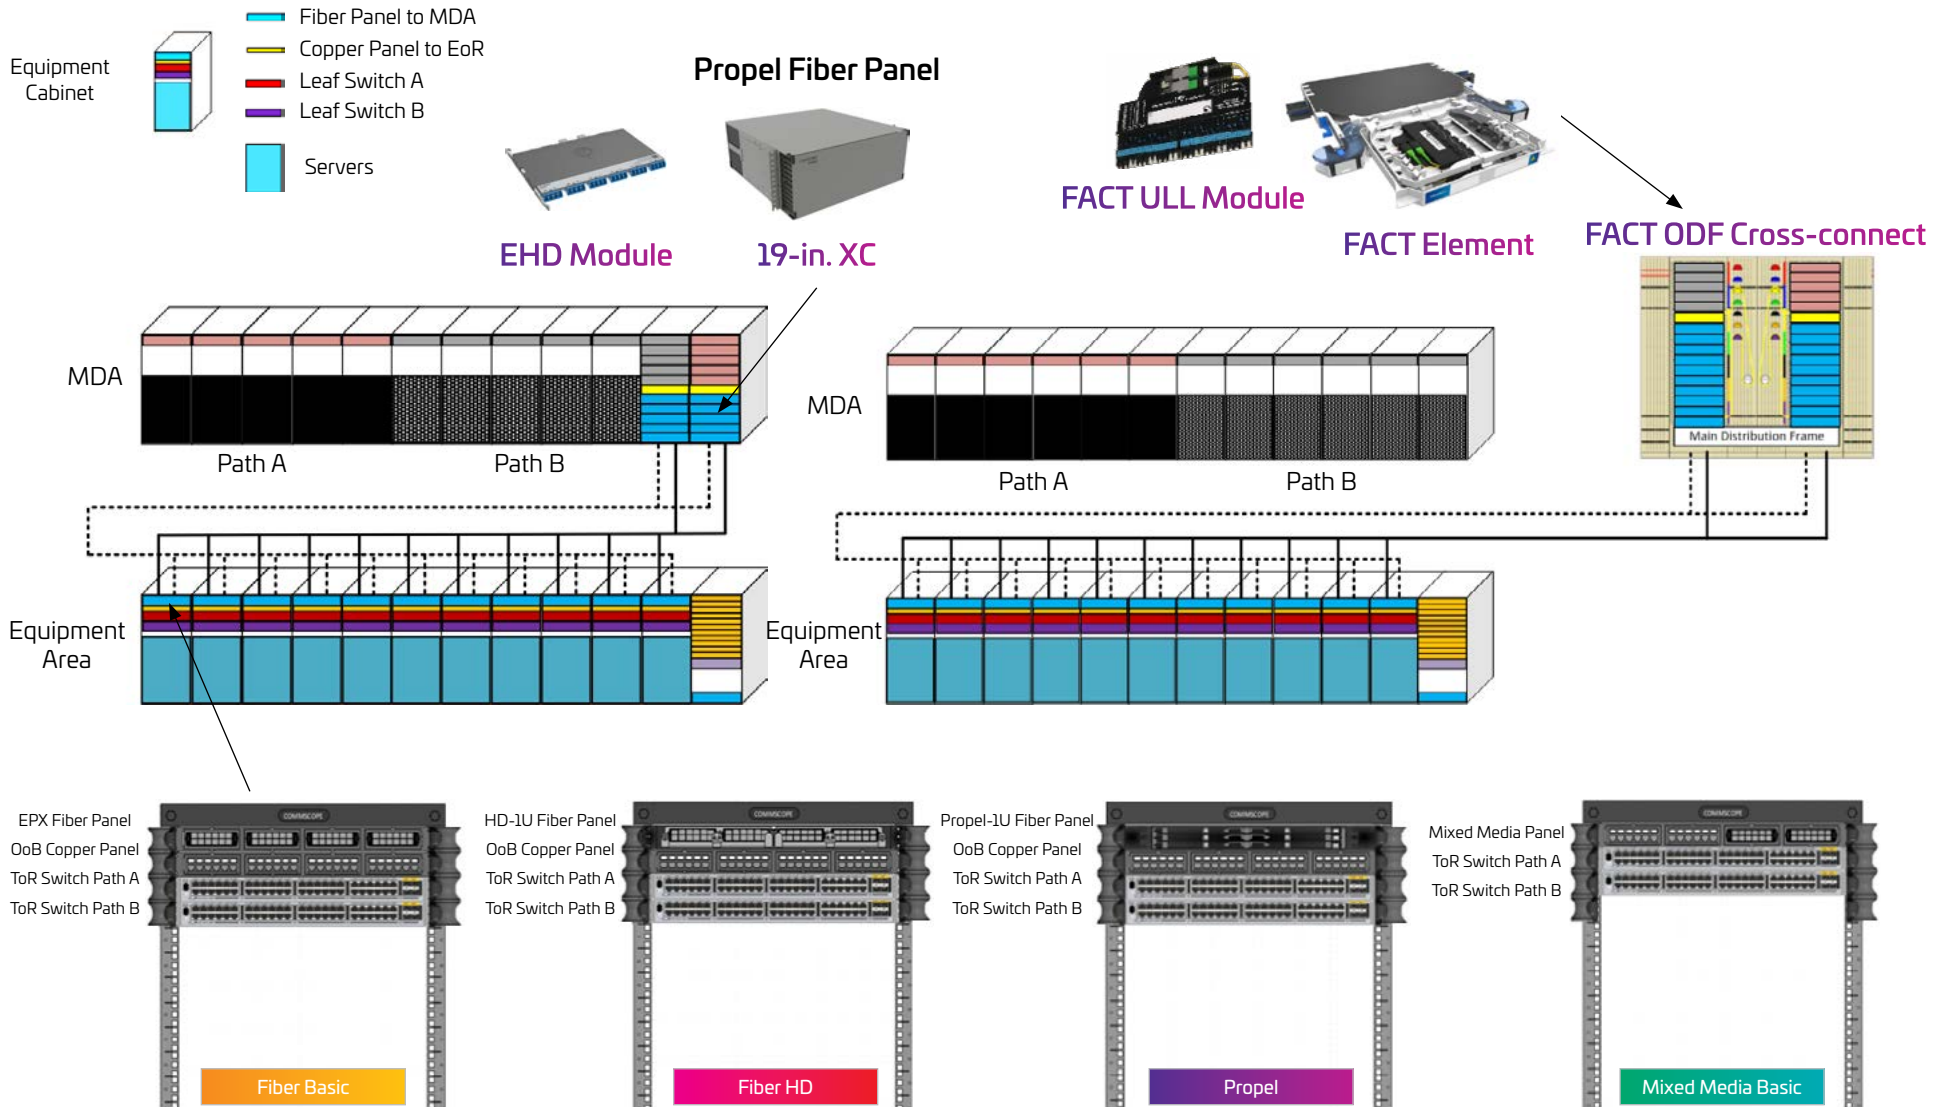 Fiber Panel to MDA
Copper Panel to EoR
Leaf Switch A
Leaf Switch B
Servers
Equipment
Cabinet
Propel Fiber Panel
EHD Module
19-in. XC
FACT ULL Module
FACT Element
FACT ODF Cross-connect
MDA
Path A
Path B
MDA
Path A
Path B
Main Distribution Frame
Equipment
Area
Equipment
Area
EPX Fiber Panel
OoB Copper Panel
ToR Switch Path A
ToR Switch Path B
COMMSCOPE
Fiber Basic
HD-1U Fiber Panel
OoB Copper Panel
ToR Switch Path A
ToR Switch Path B
COMMSCOPE
Fiber HD
Propel-1U Fiber Panel
OoB Copper Panel
ToR Switch Path A
ToR Switch Path B
COMMSCOPE
Propel
Mixed Media Panel
ToR Switch Path A
ToR Switch Path B
COMMSCOPE
Mixed Media Basic